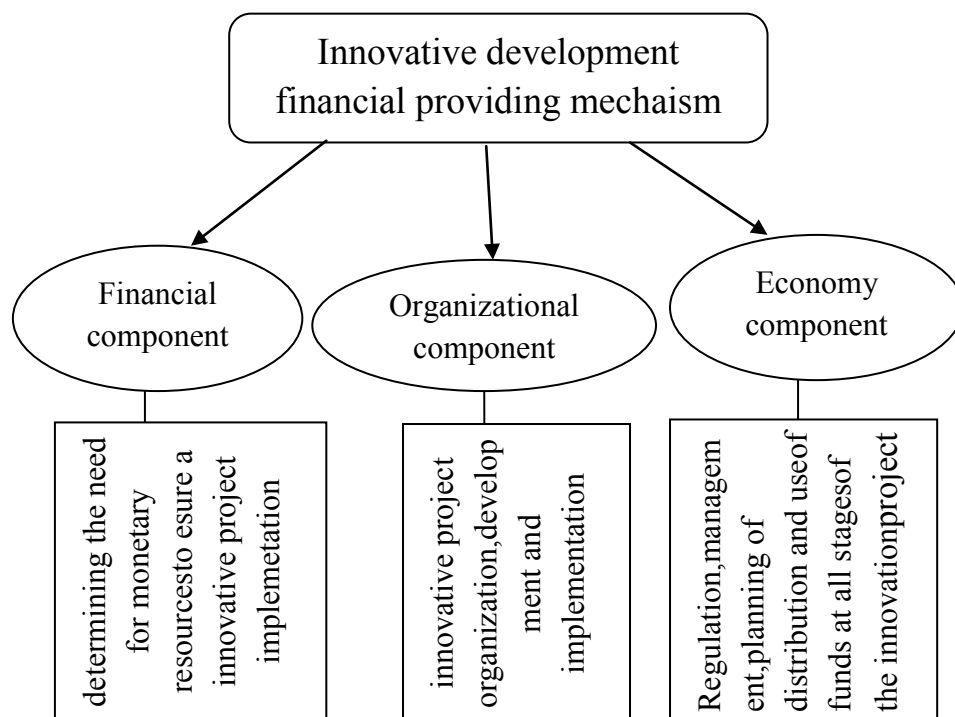 Innovative development
financial providing mechaism
Financial
component
Organizational
component
Economy
component
determining the need
for monetary
resourcesto esure a
innovative project
implemetation
innovative project
organization,develop
ment and
implementation
Regulation,managem
ent,planning of
distribution and useof
funds at all stagesof
the innovationproject